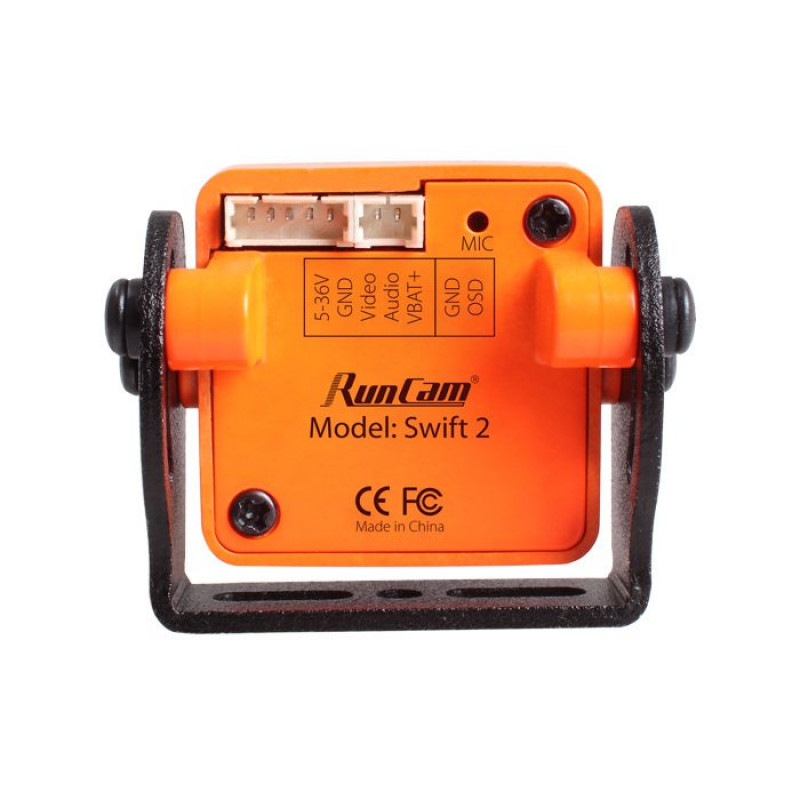 MIC
5-36V
GND
Video
Audio
VBAT+
GND
OSD
RunCam®
Model: Swift 2
CE FC
Made in China